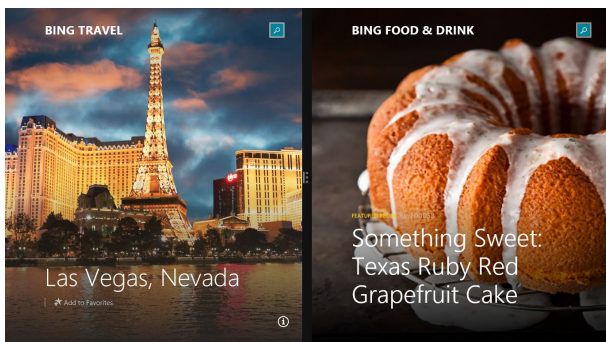 BING TRAVEL
Las Vegas, Nevada
Add to Favorites
BING FOOD & DRINK
Something Sweet:
Texas Ruby Red
Grapefruit Cake